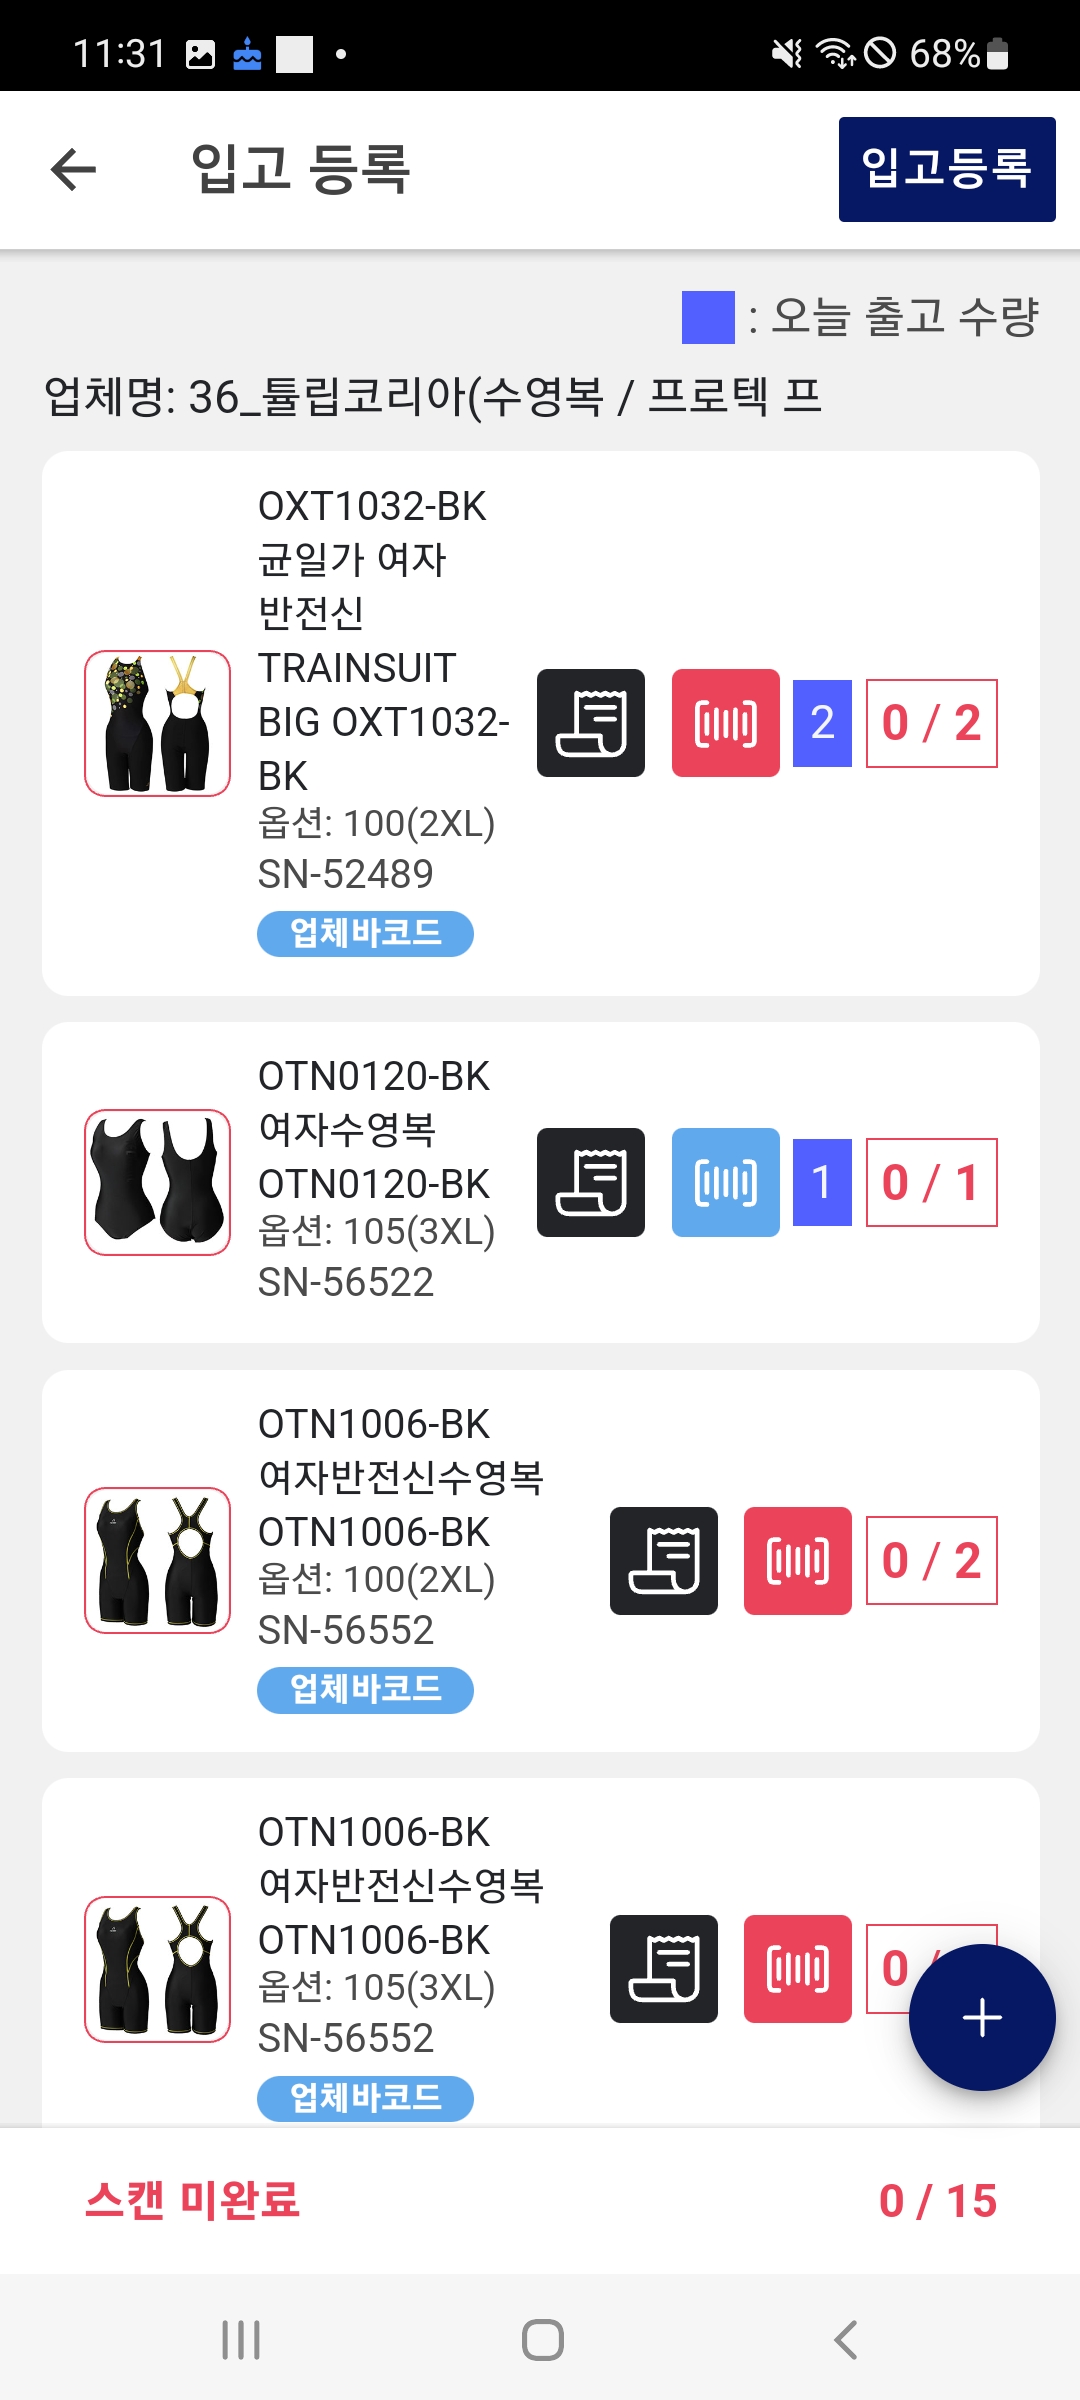 11:31
68%
입고 등록
입고등록
: 오늘 출고 수량
업체명: 36_튤립코리아(수영복 / 프로텍 프
OXT1032-BK
균일가 여자
반전신
TRAINSUIT
BIG OXT1032-
BK
옵션: 100(2XL)
SN-52489
업체바코드
2
0 / 2
OTN0120-BK
여자수영복
OTN0120-BK
옵션: 105(3XL)
SN-56522
1
0 / 1
OTN1006-BK
여자반전신수영복
OTN1006-BK
옵션: 100(2XL)
SN-56552
업체바코드
0 / 2
OTN1006-BK
여자반전신수영복
OTN1006-BK
옵션: 105(3XL)
SN-56552
업체바코드
0 /
스캔 미완료
0 / 15